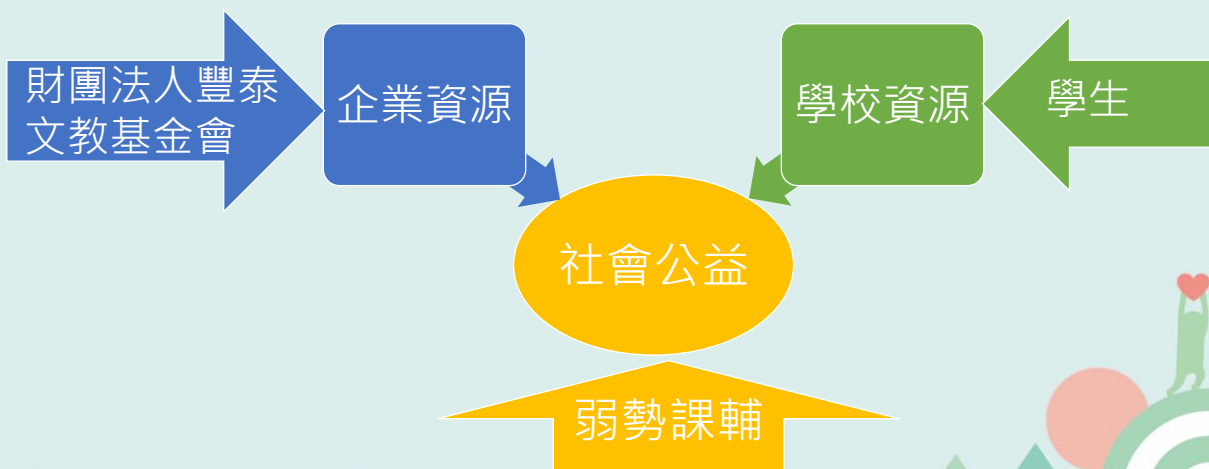 財團法人豐泰
文教基金會
企業資源
學校資源
學生
社會公益
弱勢課輔